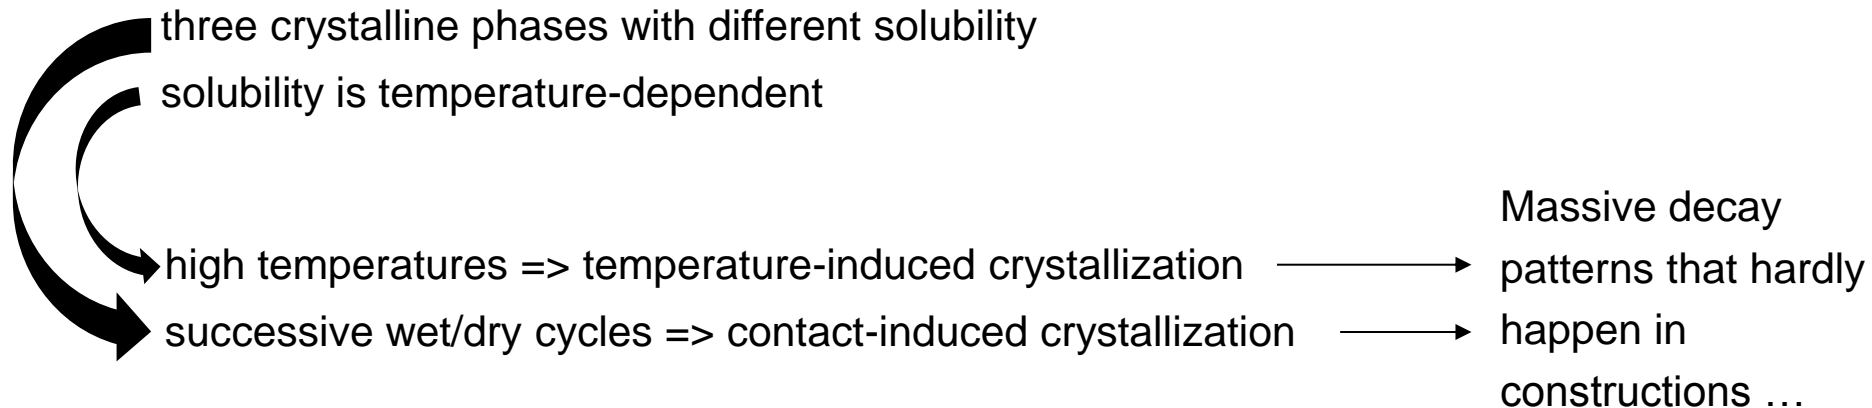 three crystalline phases with different solubility
solubility is temperature-dependent
high temperatures => temperature-induced crystallization
successive wet/dry cycles => contact-induced crystallization
Massive decay
patterns that hardly
happen in
constructions …